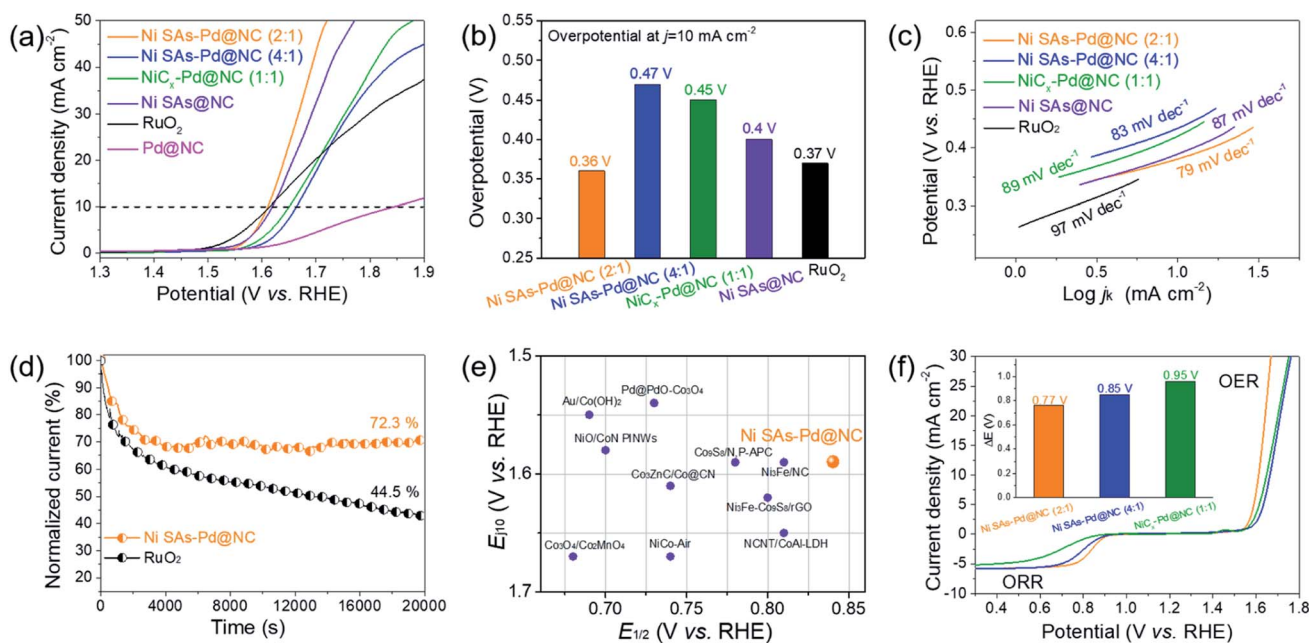 (a)
Ni SAs-Pd@NC (2:1)
Ni SAs-Pd@NC (4:1)
NiCₓ-Pd@NC (1:1)
Ni SAs@NC
RuO₂
Pd@NC
Current density (mA cm⁻²)
50
40
30
20
10
0
1.3 1.4 1.5 1.6 1.7 1.8 1.9
Potential (V vs. RHE)
(b)
Overpotential at j=10 mA cm⁻²
Overpotential (V)
0.55
0.50
0.45
0.40
0.35
0.30
0.25
0.36 V
0.47 V
0.45 V
0.4 V
0.37 V
Ni SAs-Pd@NC (2:1)
Ni SAs-Pd@NC (4:1)
NiCₓ-Pd@NC (1:1)
Ni SAs@NC
RuO₂
(c)
Ni SAs-Pd@NC (2:1)
Ni SAs-Pd@NC (4:1)
NiCₓ-Pd@NC (1:1)
Ni SAs@NC
RuO₂
Potential (V vs. RHE)
0.6
0.5
0.4
0.3
83 mV dec⁻¹
87 mV dec⁻¹
89 mV dec⁻¹
79 mV dec⁻¹
97 mV dec⁻¹
0.0 0.5 1.0 1.5
Log jk (mA cm⁻²)
(d)
Normalized current (%)
100
90
80
70
60
50
40
30
20
72.3 %
44.5 %
Ni SAs-Pd@NC
RuO₂
0 4000 8000 12000 16000 20000
Time (s)
(e)
Ej10 (V vs. RHE)
1.5
1.6
1.7
Pd@PdO-Co₃O₄
Au/Co(OH)₂
NiO/CoN PINWs
Ni SAs-Pd@NC
Co₉S₈/N,P-APC
Co₃ZnC/Co@CN
Ni₃Fe/NC
Ni₃Fe-Co₉S₈/rGO
Co₃O₄/Co₂MnO₄
NiCo-Air
NCNT/CoAl-LDH
0.70 0.75 0.80 0.85
E₁/₂ (V vs. RHE)
(f)
Current density (mA cm⁻²)
30
25
20
15
10
5
0
-5
-10
ΔE (V)
1.0
0.8
0.6
0.4
0.2
0.0
0.77 V
0.85 V
0.95 V
Ni SAs-Pd@NC (2:1)
Ni SAs-Pd@NC (4:1)
NiCₓ-Pd@NC (1:1)
OER
ORR
0.4 0.6 0.8 1.0 1.2 1.4 1.6 1.8
Potential (V vs. RHE)